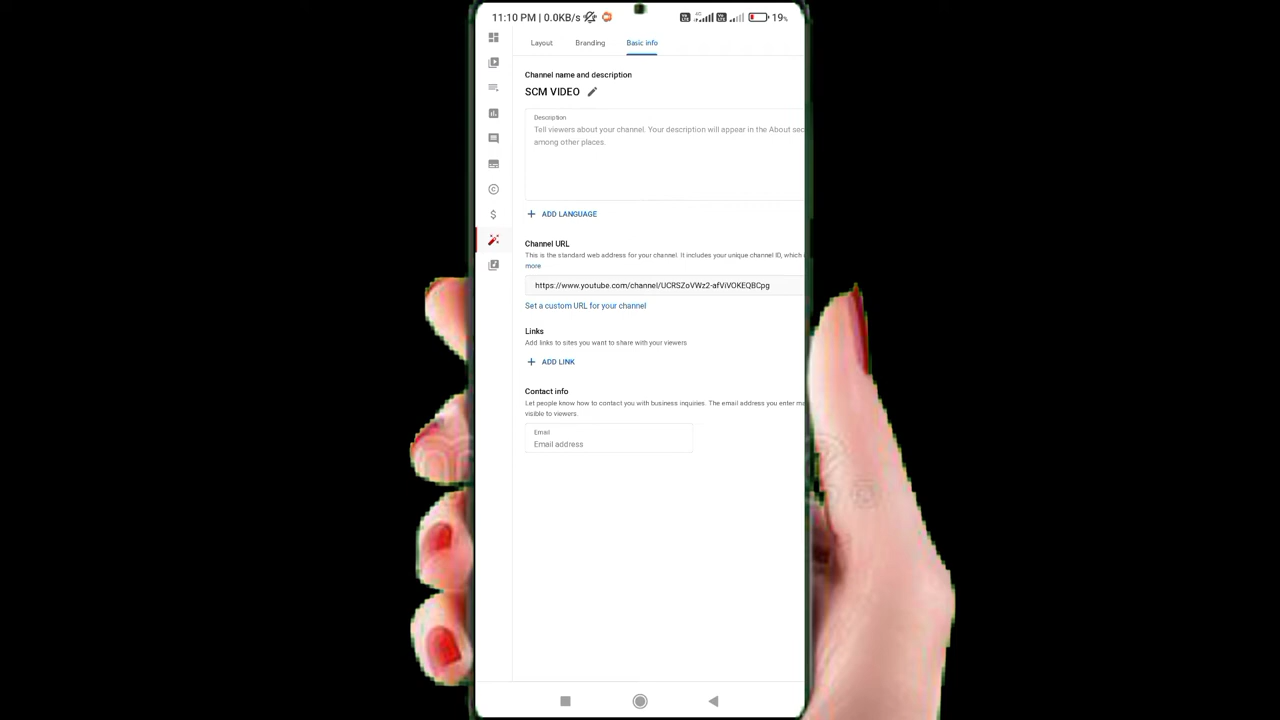 11:10 PM | 0.0KB/s
19%
Layout
Branding
Basic info
Channel name and description
SCM VIDEO
Description
Tell viewers about your channel. Your description will appear in the About sec
among other places.
ADD LANGUAGE
Channel URL
This is the standard web address for your channel. It includes your unique channel ID, which
more
https://www.youtube.com/channel/UCRSZoVWz2-afViVOKEQBCpg
Set a custom URL for your channel
Links
Add links to sites you want to share with your viewers
ADD LINK
Contact info
Let people know how to contact you with business inquiries. The email address you enter
visible to viewers.
Email
Email address